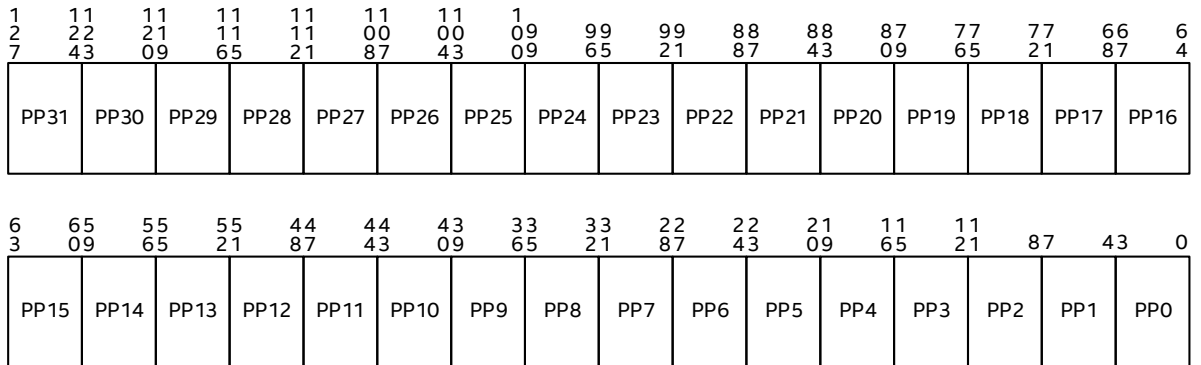 1 11 11 11 11 11 11 1
2 22 21 11 11 00 00 09 99 99 88 88 87 77 77 66 6
7 43 09 65 21 87 43 09 65 21 87 43 09 65 21 87 4
PP31 PP30 PP29 PP28 PP27 PP26 PP25 PP24 PP23 PP22 PP21 PP20 PP19 PP18 PP17 PP16
6 65 55 55 44 44 43 33 33 22 22 21 11 11
3 09 65 21 87 43 09 65 21 87 43 09 65 21 87 43 0
PP15 PP14 PP13 PP12 PP11 PP10 PP9 PP8 PP7 PP6 PP5 PP4 PP3 PP2 PP1 PP0